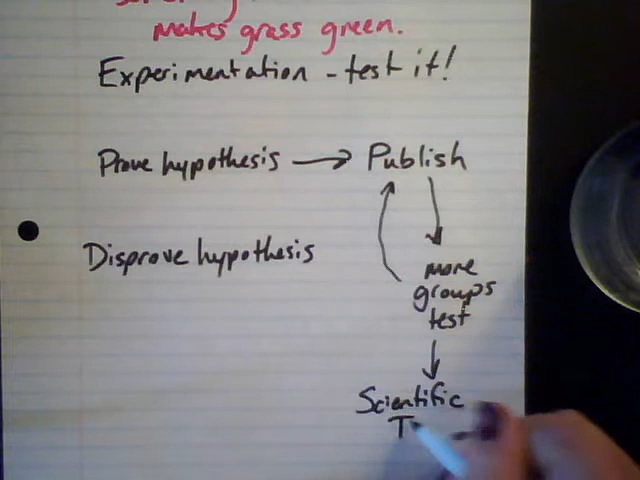 makes grass green.
Experimentation - test it!
Prove hypothesis → Publish
Disprove hypothesis
more
groups
test
Scientific
T